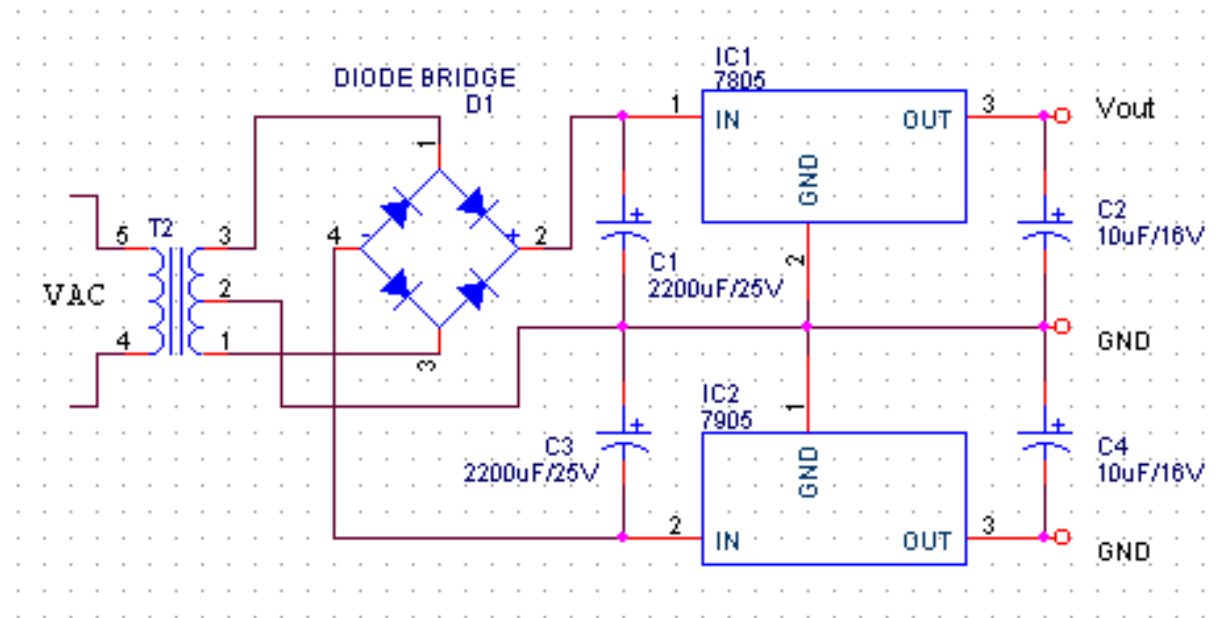 IC1
7805
DIODE BRIDGE
D1
1
IN
OUT
3
Vout
GND
1
C2
10uF/16V
T2
5
3
4
-
+
2
+
+
C1
2200uF/25V
2
VAC
2
4
1
3
GND
IC2
7905
1
C3
2200uF/25V
+
GND
+
C4
10uF/16V
2
IN
OUT
3
GND